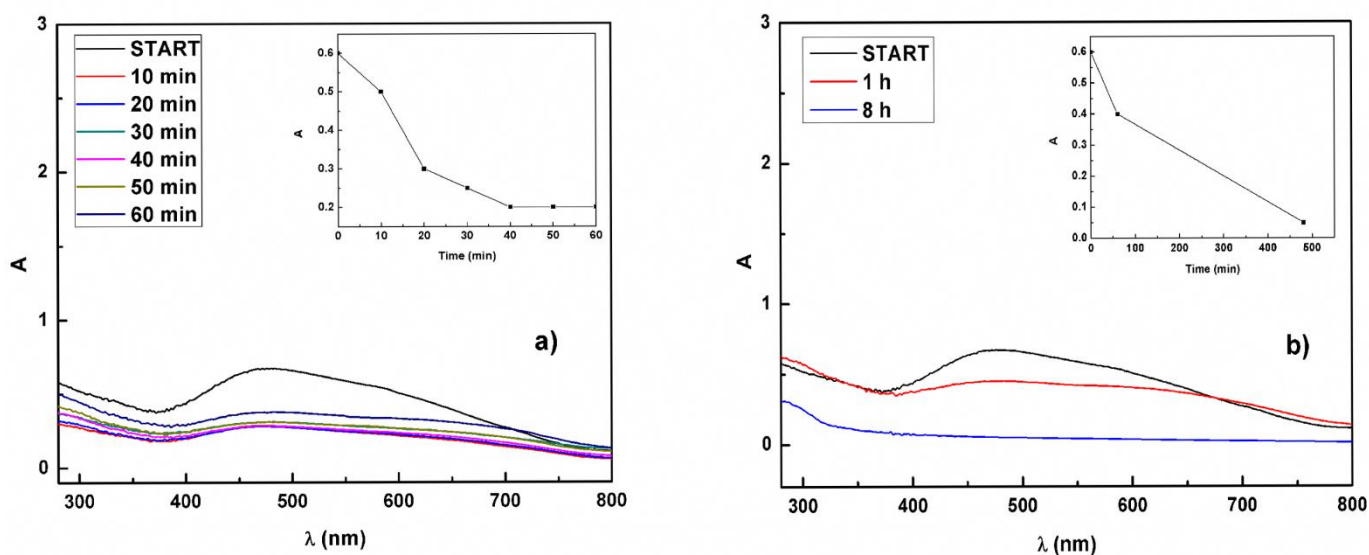 3
2
1
0
A
300 400 500 600 700 800
λ (nm)
START
10 min
20 min
30 min
40 min
50 min
60 min
0.6
0.5
0.4
0.3
0.2
A
0 10 20 30 40 50 60
Time (min)
a)
3
2
1
0
A
300 400 500 600 700 800
λ (nm)
START
1 h
8 h
0.6
0.5
0.4
0.3
0.2
0.1
0.0
A
0 100 200 300 400 500
Time (min)
b)